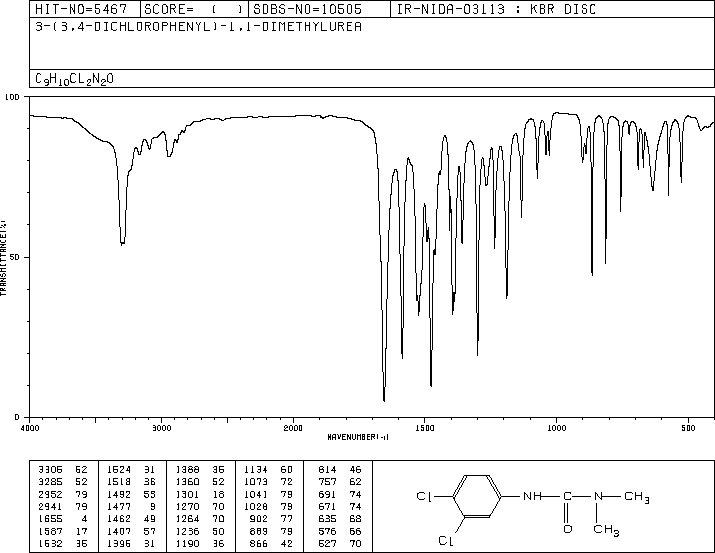 HIT-NO=5467 SCORE= ( ) SDBS-NO=10505 IR-NIDA-03113 : KBR DISC
3-(3,4-DICHLOROPHENYL)-1,1-DIMETHYLUREA
C9H10CL2N2O
100
50
0
TRANSMITTANCE(%)
4000 3000 2000 1500 1000 500
WAVENUMBER(-1)
3305 52 1524 31 1388 35 1134 60 814 46
3285 52 1518 36 1360 52 1073 72 757 62
2952 79 1492 55 1301 18 1041 79 691 74
2941 79 1477 9 1270 70 1028 79 671 74
1655 4 1462 49 1264 70 902 77 635 68
1587 17 1407 57 1236 50 889 79 576 66
1532 35 1396 31 1190 36 866 42 527 70
Cl NH C N CH3
O CH3
Cl